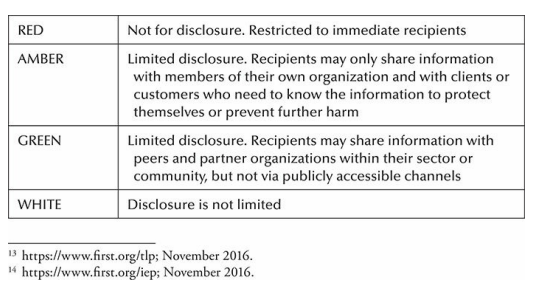 RED Not for disclosure. Restricted to immediate recipients
AMBER Limited disclosure. Recipients may only share information
with members of their own organization and with clients or
customers who need to know the information to protect
themselves or prevent further harm
GREEN Limited disclosure. Recipients may share information with
peers and partner organizations within their sector or
community, but not via publicly accessible channels
WHITE Disclosure is not limited
13 https://www.first.org/tlp; November 2016.
14 https://www.first.org/iep; November 2016.